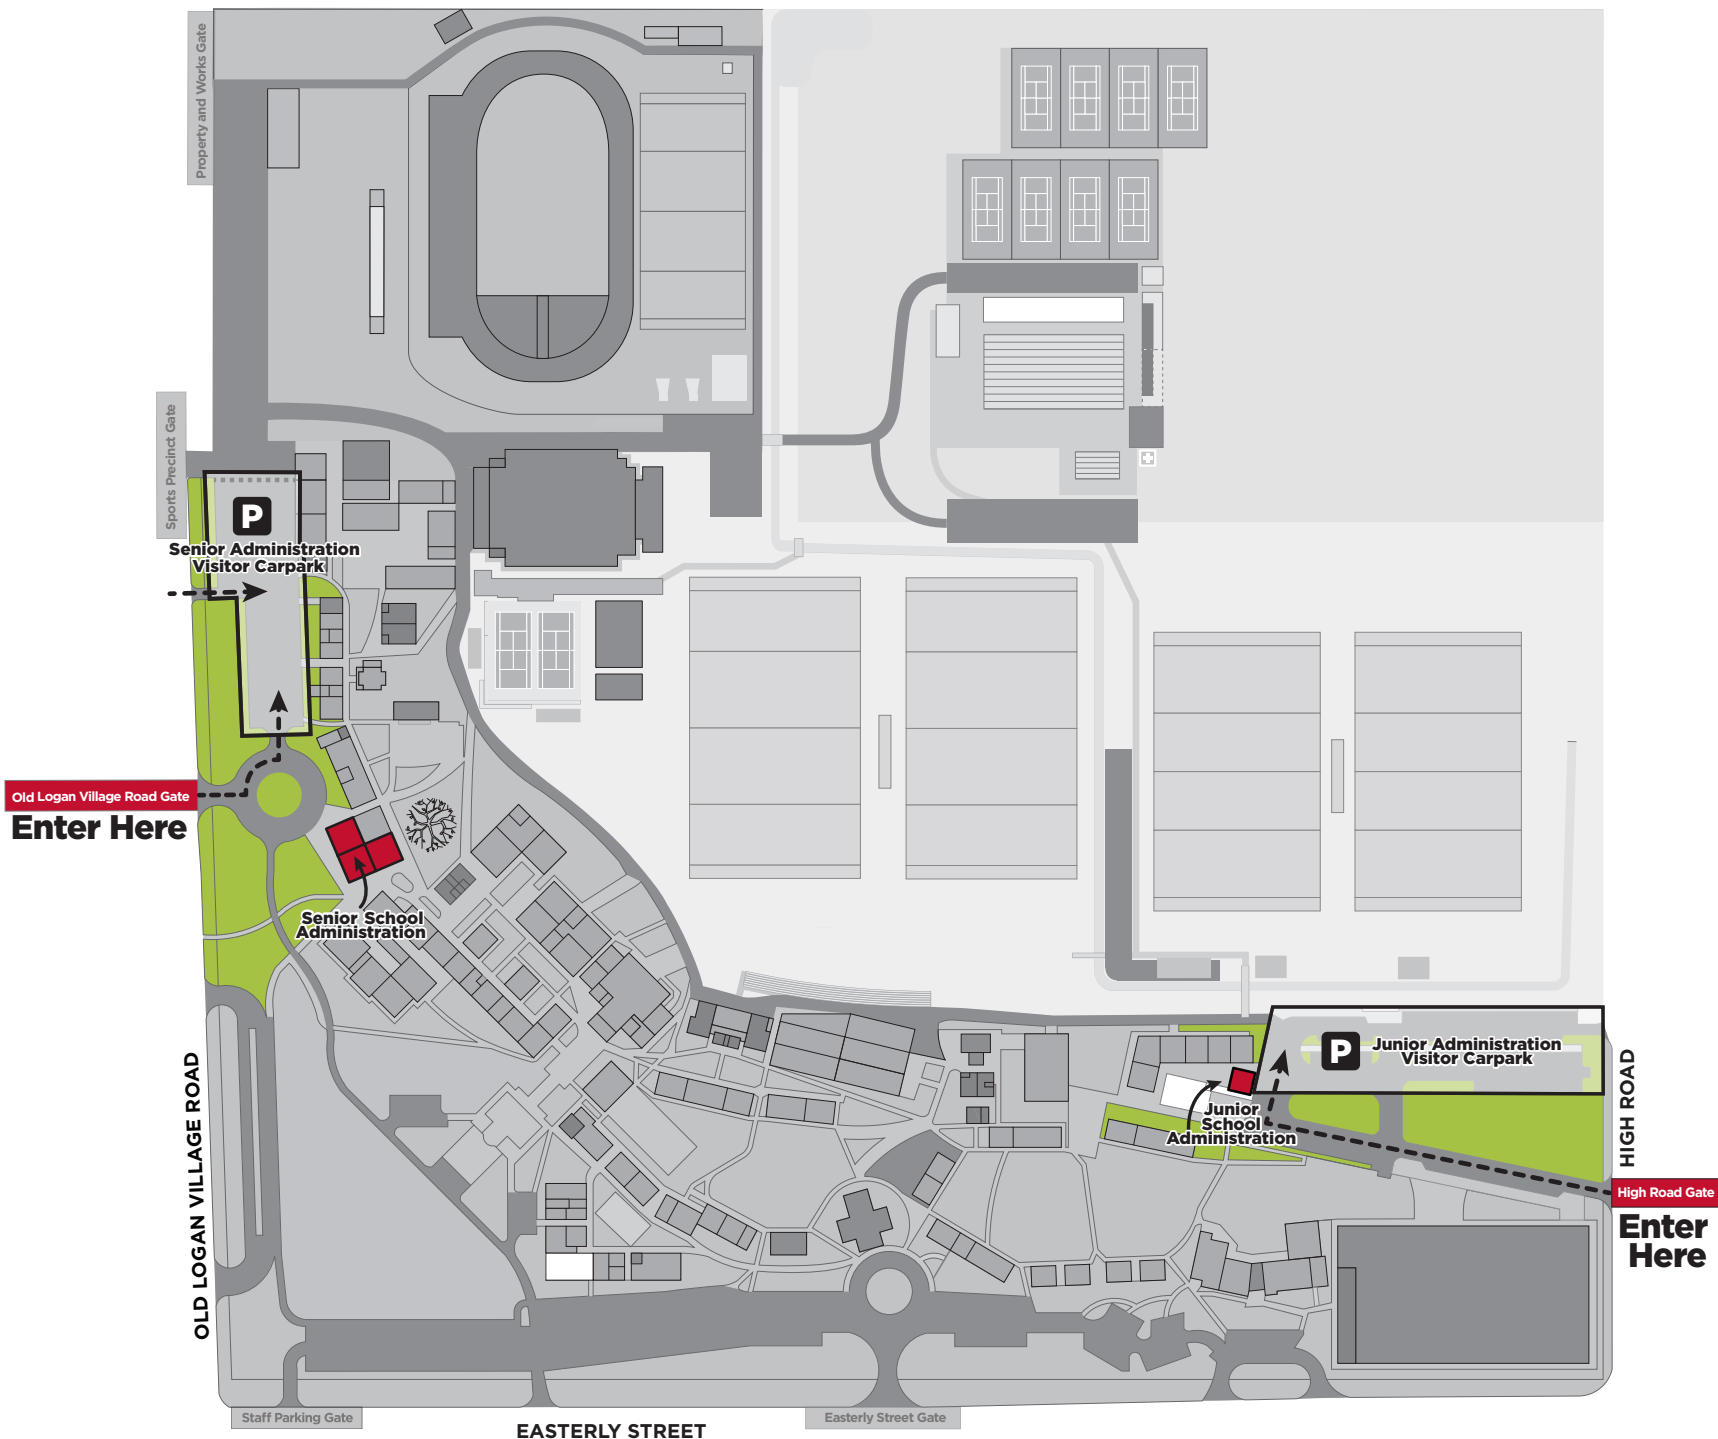 Property and Works Gate
Sports Precinct Gate
P
Senior Administration
Visitor Carpark
Old Logan Village Road Gate
Enter Here
Senior School
Administration
P
Junior Administration
Visitor Carpark
Junior
School
Administration
HIGH ROAD
High Road Gate
Enter
Here
OLD LOGAN VILLAGE ROAD
Staff Parking Gate
EASTERLY STREET
Easterly Street Gate